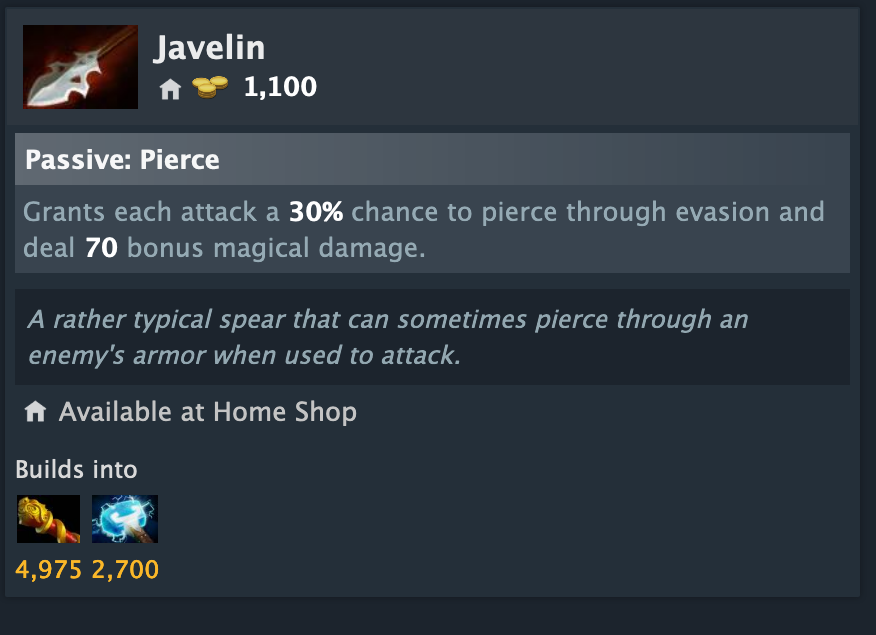 Javelin
1,100
Passive: Pierce
Grants each attack a 30% chance to pierce through evasion and
deal 70 bonus magical damage.
A rather typical spear that can sometimes pierce through an
enemy's armor when used to attack.
Available at Home Shop
Builds into
4,975 2,700